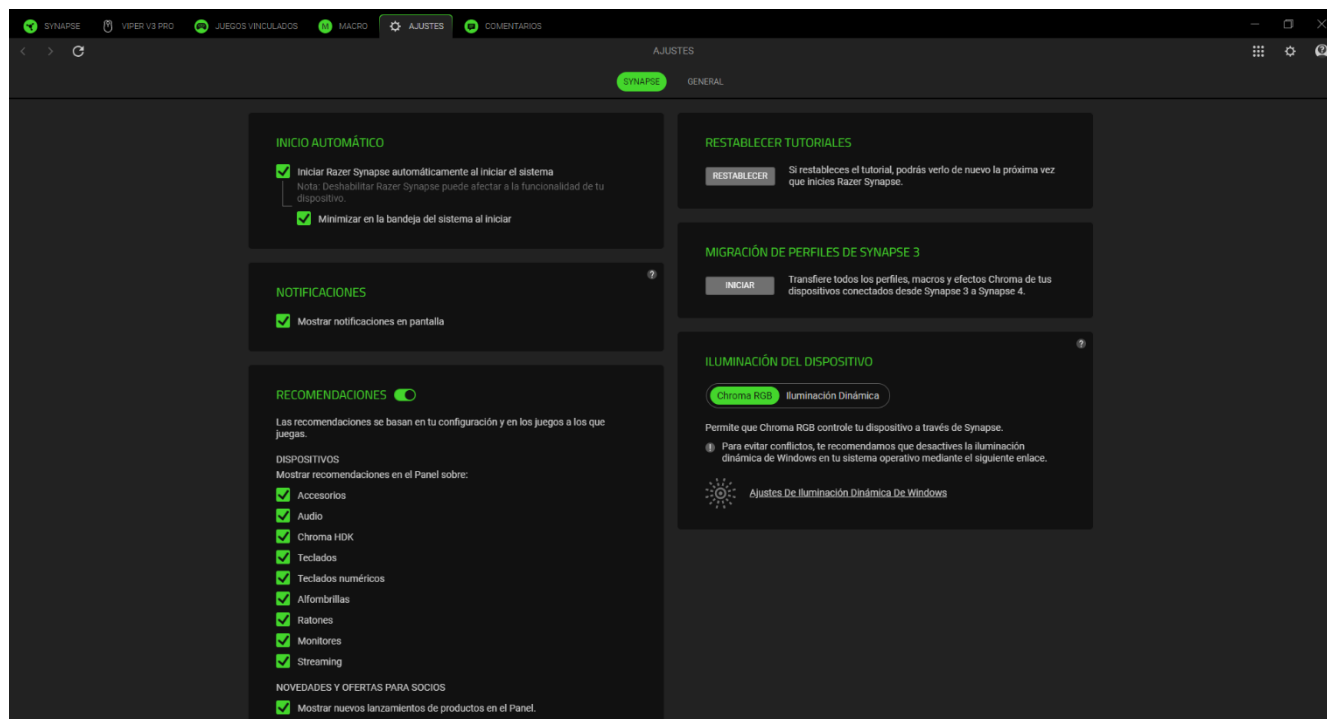 SYNAPSE
VIPER V3 PRO
JUEGOS VINCULADOS
M
MACRO
AJUSTES
COMENTARIOS
AJUSTES
SYNAPSE
GENERAL
INICIO AUTOMÁTICO
Iniciar Razer Synapse automáticamente al iniciar el sistema
Nota: Deshabilitar Razer Synapse puede afectar a la funcionalidad de tu
dispositivo.
Minimizar en la bandeja del sistema al iniciar
?
NOTIFICACIONES
Mostrar notificaciones en pantalla
RECOMENDACIONES
Las recomendaciones se basan en tu configuración y en los juegos a los que
juegas.
DISPOSITIVOS
Mostrar recomendaciones en el Panel sobre:
Accesorios
Audio
Chroma HDK
Teclados
Teclados numéricos
Alfombrillas
Ratones
Monitores
Streaming
NOVEDADES Y OFERTAS PARA SOCIOS
Mostrar nuevos lanzamientos de productos en el Panel.
RESTABLECER TUTORIALES
RESTABLECER
Si restableces el tutorial, podrás verlo de nuevo la próxima vez
que inicies Razer Synapse.
MIGRACIÓN DE PERFILES DE SYNAPSE 3
INICIAR
Transfiere todos los perfiles, macros y efectos Chroma de tus
dispositivos conectados desde Synapse 3 a Synapse 4.
?
ILUMINACIÓN DEL DISPOSITIVO
Chroma RGB
Iluminación Dinámica
Permite que Chroma RGB controle tu dispositivo a través de Synapse.
Para evitar conflictos, te recomendamos que desactives la iluminación
dinámica de Windows en tu sistema operativo mediante el siguiente enlace.
Ajustes De Iluminación Dinámica De Windows